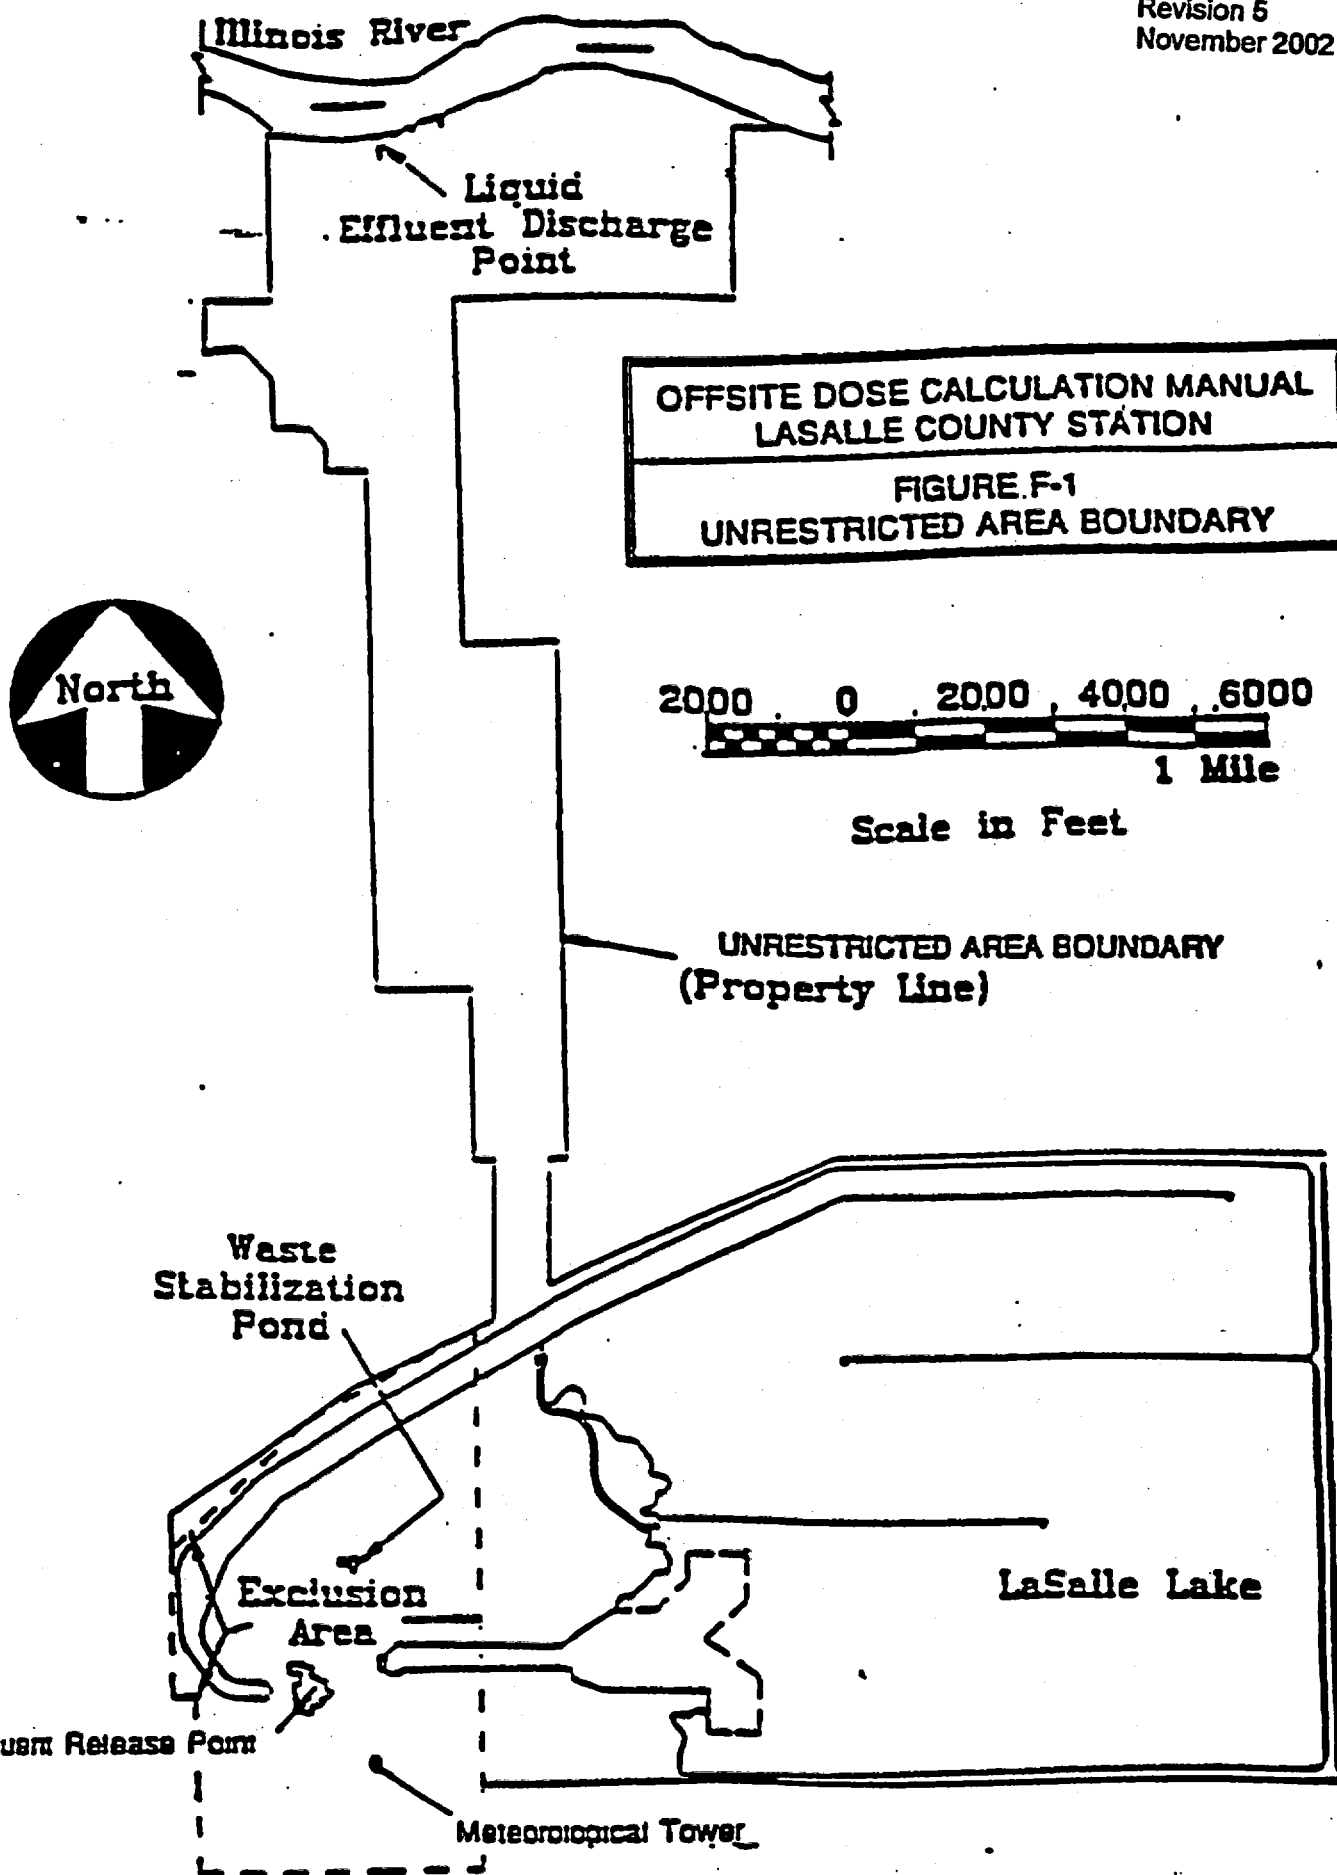 Revision 5
November 2002
Illinois River
Liquid
Effluent Discharge
Point
OFFSITE DOSE CALCULATION MANUAL
LASALLE COUNTY STATION
FIGURE F-1
UNRESTRICTED AREA BOUNDARY
North
2000 0 2000 4000 6000
1 Mile
Scale in Feet
UNRESTRICTED AREA BOUNDARY
(Property Line)
Waste
Stabilization
Pond
LaSalle Lake
Exclusion
Area
Release Point
Meteorological Tower